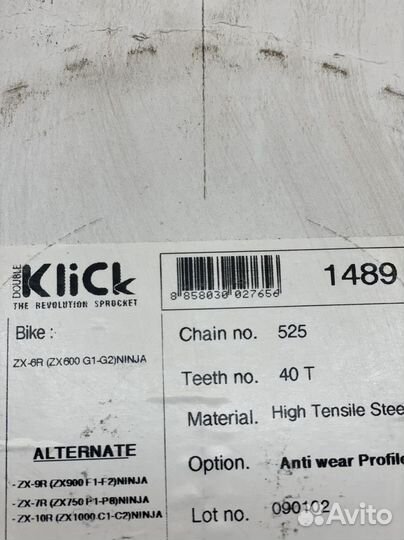 DOUBLE
KliCk
THE REVOLUTION SPROCKET
8 858030 027656
1489
Bike :
ZX-6R (ZX600 G1-G2)NINJA
ALTERNATE
- ZX-9R (ZX900 F1-F2)NINJA
- ZX-7R (ZX750 P1-P8)NINJA
- ZX-10R (ZX1000 C1-C2)NINJA
Chain no. 525
Teeth no. 40 T
Material. High Tensile Stee
Option. Anti wear Profile
Lot no. 090102
Avito